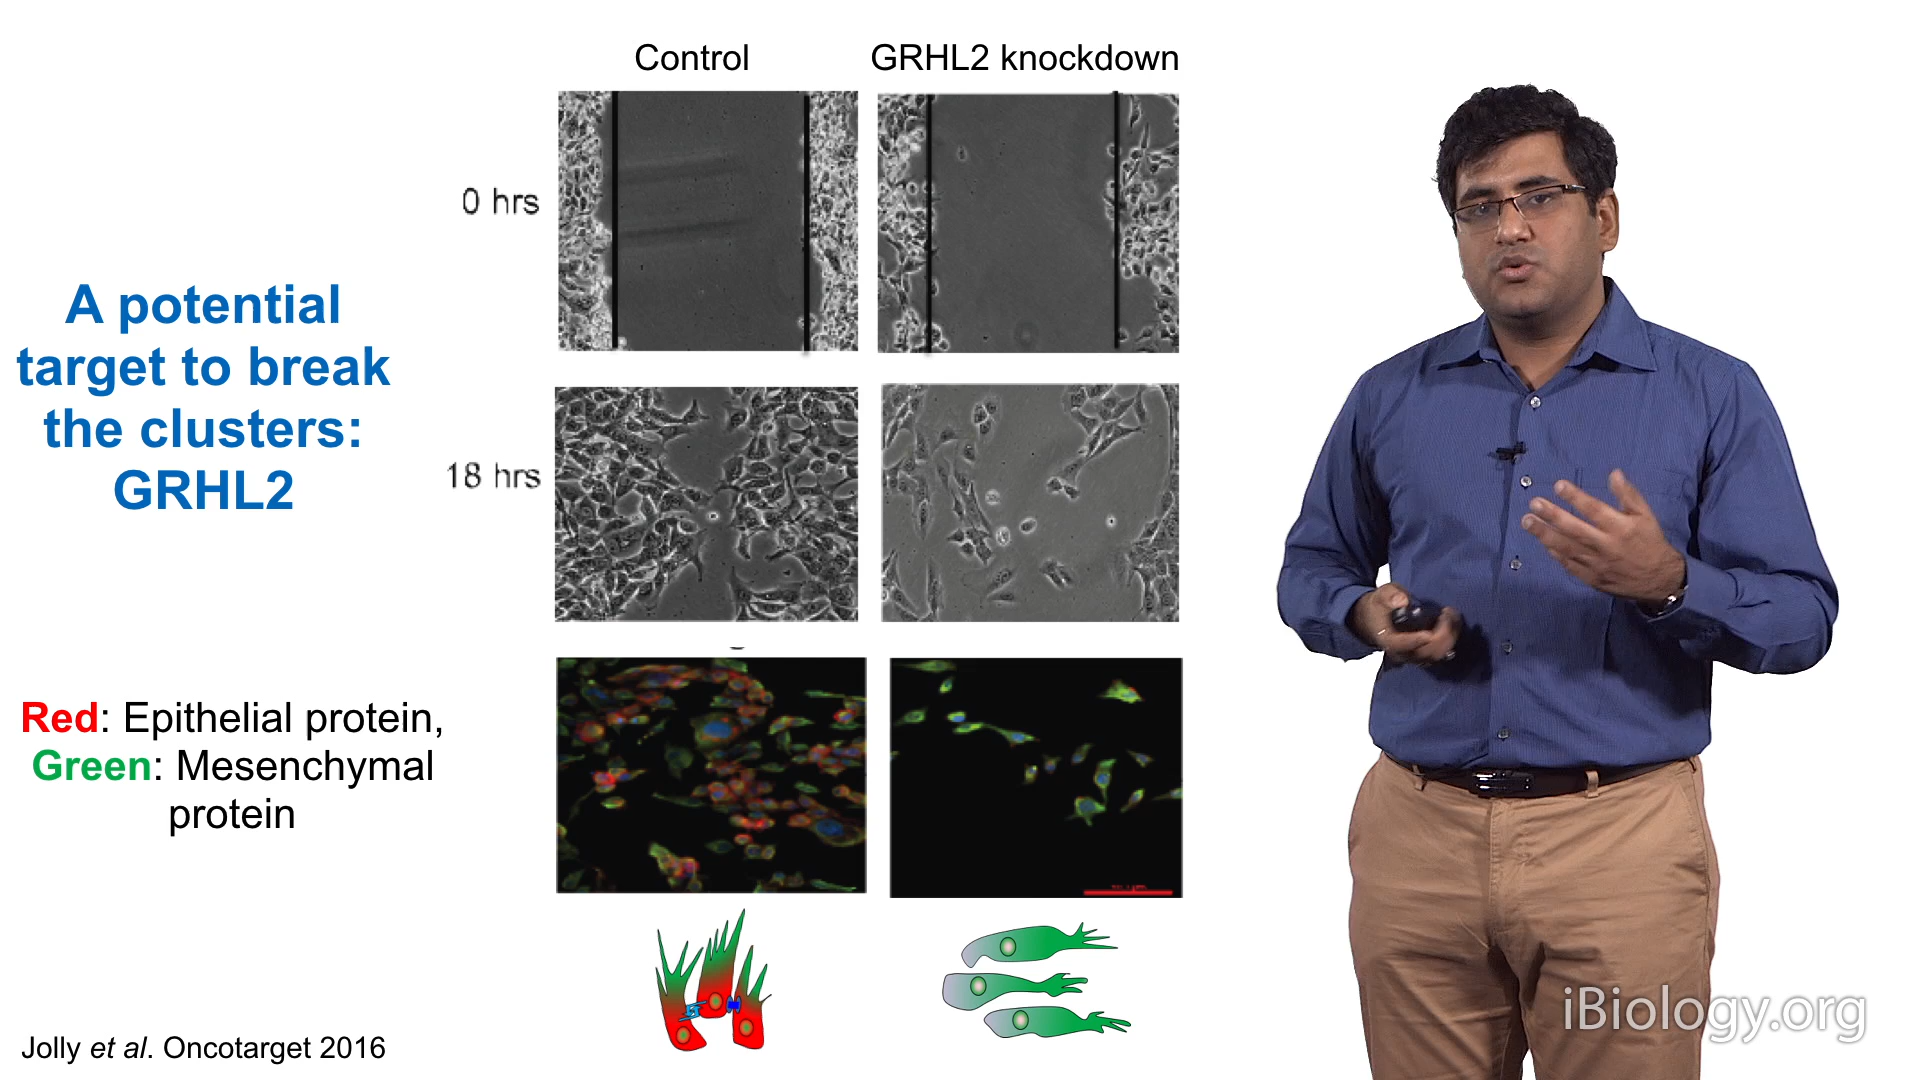 Control
GRHL2 knockdown
0 hrs
A potential
target to break
the clusters:
GRHL2
18 hrs
Red: Epithelial protein,
Green: Mesenchymal
protein
Jolly et al. Oncotarget 2016
iBiology.org